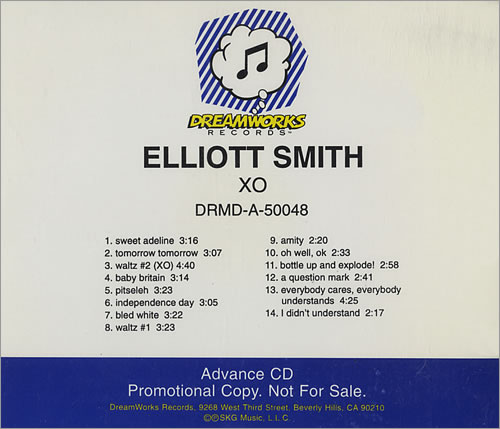 DREAMWORKS
RECORDS™
ELLIOTT SMITH
XO
DRMD-A-50048
1. sweet adeline 3:16
2. tomorrow tomorrow 3:07
3. waltz #2 (XO) 4:40
4. baby britain 3:14
5. pitseleh 3:23
6. independence day 3:05
7. bled white 3:22
8. waltz #1 3:23
9. amity 2:20
10. oh well, ok 2:33
11. bottle up and explode! 2:58
12. a question mark 2:41
13. everybody cares, everybody
understands 4:25
14. I didn't understand 2:17
Advance CD
Promotional Copy. Not For Sale.
DreamWorks Records, 9268 West Third Street, Beverly Hills, CA 90210
©℗SKG Music, L.L.C.